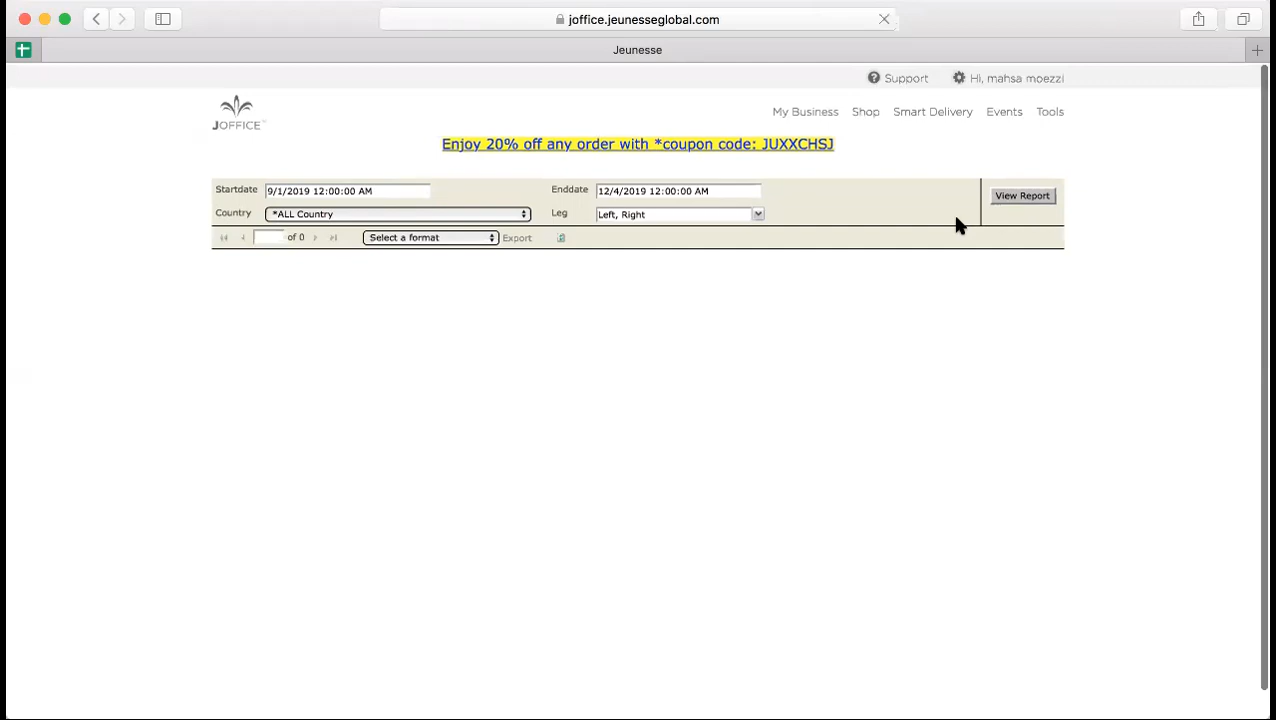 joffice.jeunesseglobal.com
Jeunesse
Support Hi, mahsa moezzi
JOFFICE™
My Business Shop Smart Delivery Events Tools
Enjoy 20% off any order with *coupon code: JUXXCHSJ
Startdate 9/1/2019 12:00:00 AM Enddate 12/4/2019 12:00:00 AM View Report
Country *ALL Country Leg Left, Right
of 0 Select a format Export